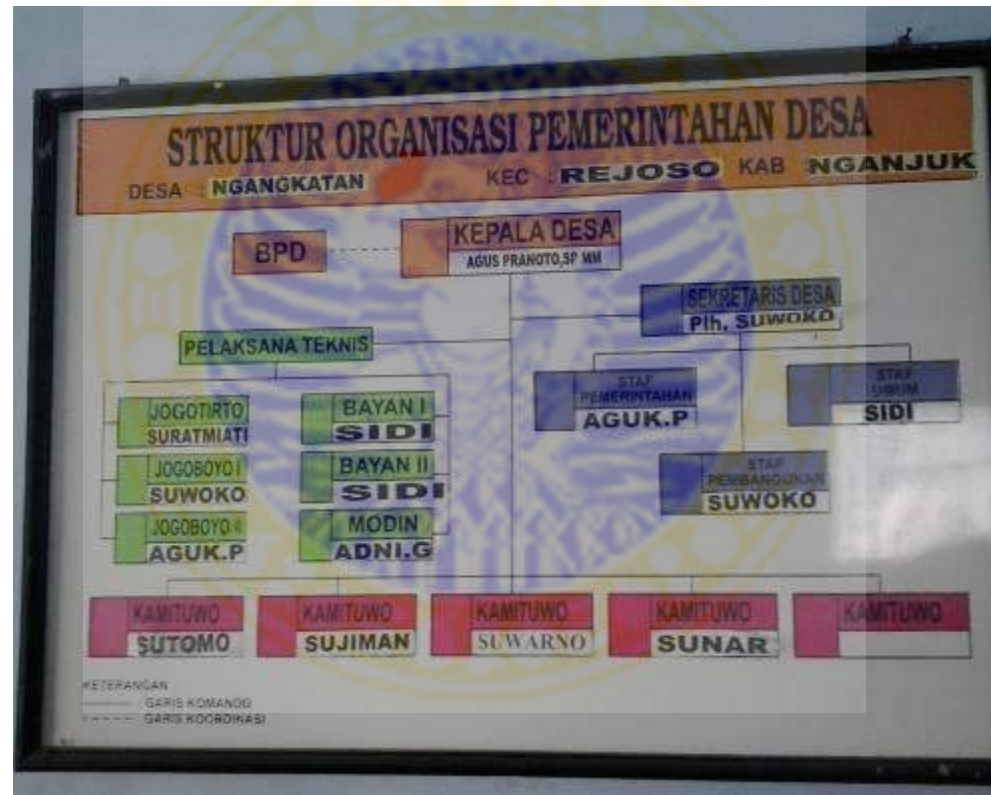 STRUKTUR ORGANISASI PEMERINTAHAN DESA
DESA : NGANGKATAN KEC : REJOSO KAB NGANJUK
BPD
KEPALA DESA
AGUS PRANOTO,SP MM
SEKRETARIS DESA
Plh. SUWOKO
PELAKSANA TEKNIS
STAF
PEMERINTAHAN
AGUK.P
STAF
UMUM
SIDI
STAF
PEMBANGUNAN
SUWOKO
JOGOTIRTO
SURATMIATI
BAYAN I
SIDI
JOGOBOYO I
SUWOKO
BAYAN II
SIDI
JOGOBOYO II
AGUK.P
MODIN
ADNI.G
KAMITUWO
SUTOMO
KAMITUWO
SUJIMAN
KAMITUWO
SUWARNO
KAMITUWO
SUNAR
KAMITUWO
KETERANGAN
GARIS KOMANDO
GARIS KOORDINASI